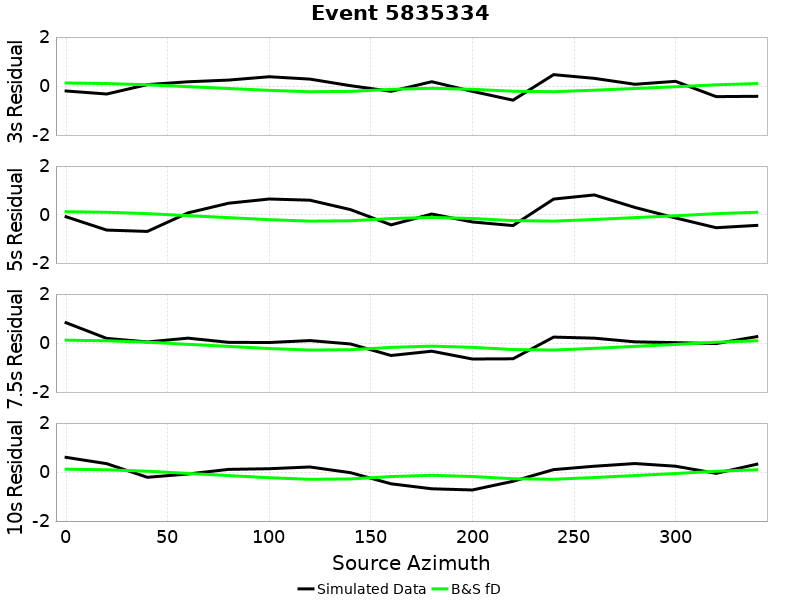 Event 5835334
3s Residual
2
0
-2
5s Residual
2
0
-2
7.5s Residual
2
0
-2
10s Residual
2
0
-2
0 50 100 150 200 250 300
Source Azimuth
Simulated Data B&S fD